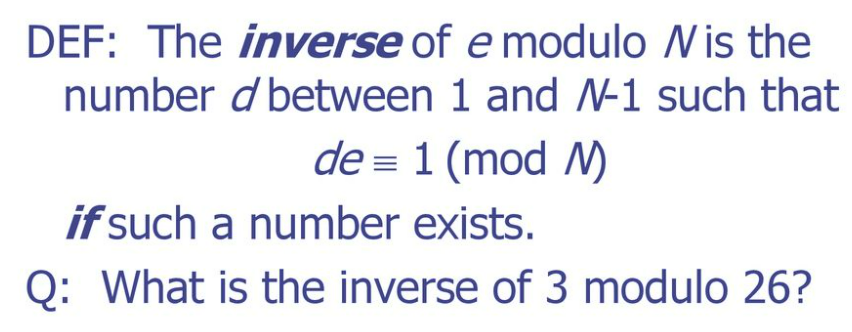 DEF: The inverse of e modulo N is the
number d between 1 and N-1 such that
de ≡ 1 (mod N)
if such a number exists.
Q: What is the inverse of 3 modulo 26?